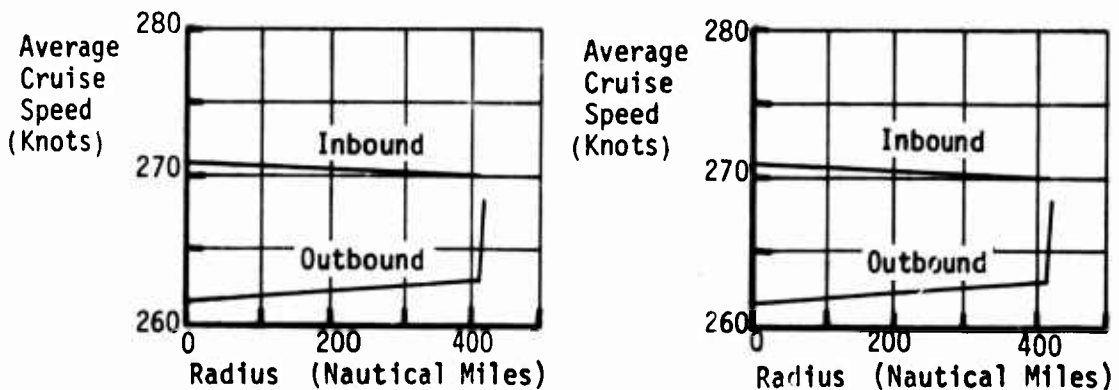 280
Average
Cruise
Speed
(Knots)
270
260
Inbound
Outbound
0
200
400
Radius (Nautical Miles)
280
Average
Cruise
Speed
(Knots)
270
260
Inbound
Outbound
0
200
400
Radius (Nautical Miles)